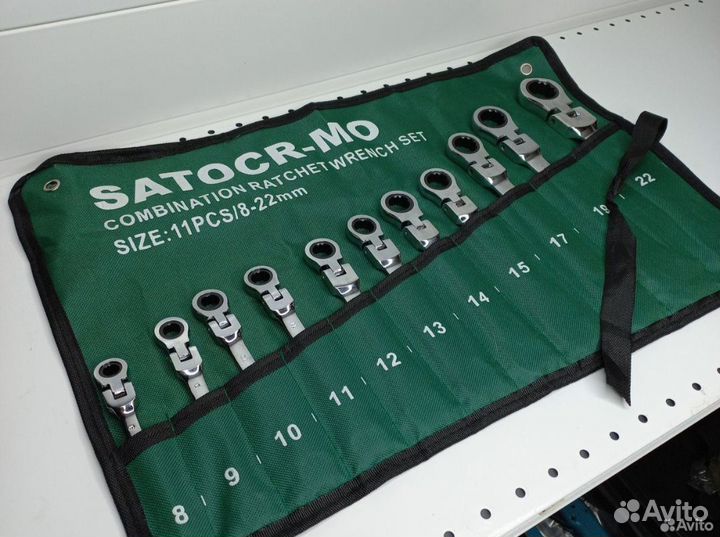 SATOCR-MO
COMBINATION RATCHET WRENCH SET
SIZE:11PCS/8-22mm
8 9 10 11 12 13 14 15 17 19 22
Avito
Avito